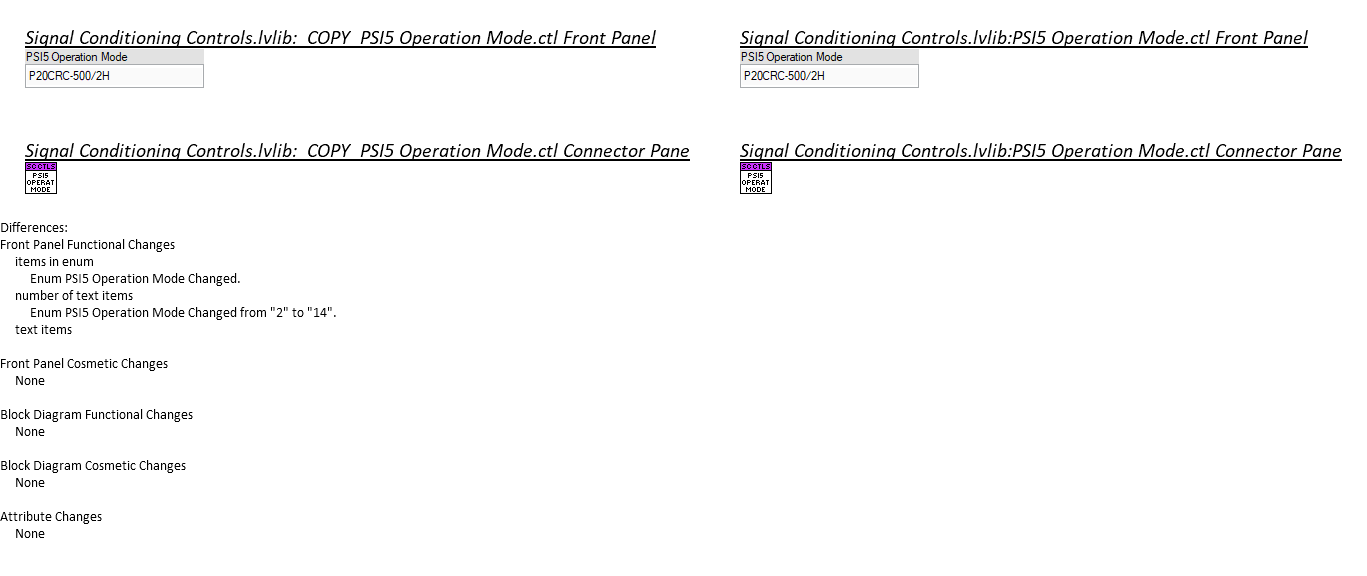 Signal Conditioning Controls.lvlib:  COPY  PSI5 Operation Mode.ctl Front Panel
PSI5 Operation Mode
P20CRC-500/2H
Signal Conditioning Controls.lvlib:PSI5 Operation Mode.ctl Front Panel
PSI5 Operation Mode
P20CRC-500/2H
Signal Conditioning Controls.lvlib:  COPY  PSI5 Operation Mode.ctl Connector Pane
SC CTLS
PSI5
OPERAT
MODE
Signal Conditioning Controls.lvlib:PSI5 Operation Mode.ctl Connector Pane
SC CTLS
PSI5
OPERAT
MODE
Differences:
Front Panel Functional Changes
items in enum
Enum PSI5 Operation Mode Changed.
number of text items
Enum PSI5 Operation Mode Changed from "2" to "14".
text items
Front Panel Cosmetic Changes
None
Block Diagram Functional Changes
None
Block Diagram Cosmetic Changes
None
Attribute Changes
None